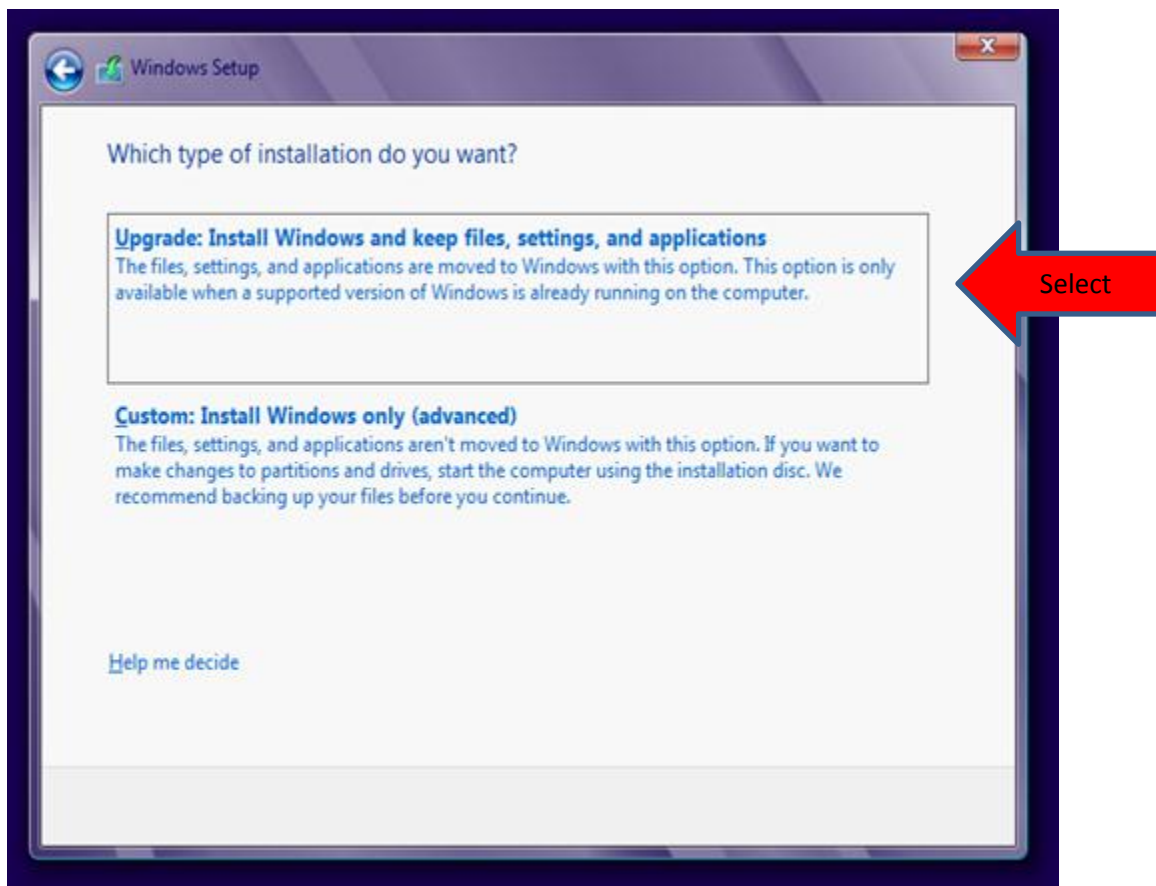 Windows Setup
Which type of installation do you want?
Upgrade: Install Windows and keep files, settings, and applications
The files, settings, and applications are moved to Windows with this option. This option is only
available when a supported version of Windows is already running on the computer.
Select
Custom: Install Windows only (advanced)
The files, settings, and applications aren't moved to Windows with this option. If you want to
make changes to partitions and drives, start the computer using the installation disc. We
recommend backing up your files before you continue.
Help me decide